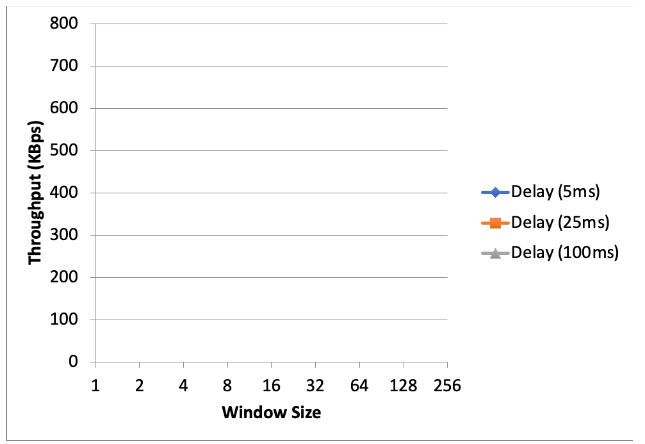 800
700
600
500
400
300
200
100
0
Throughput (KBps)
1 2 4 8 16 32 64 128 256
Window Size
Delay (5ms)
Delay (25ms)
Delay (100ms)